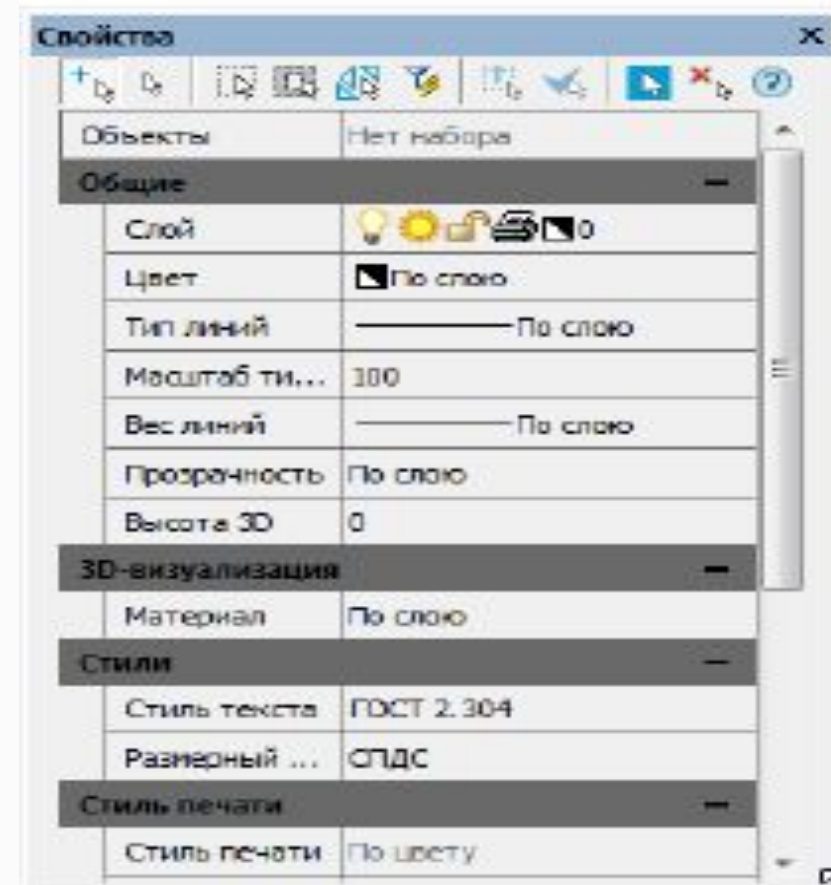 Свойства
Объекты Нет набора
Общие
Слой 0
Цвет По слою
Тип линий По слою
Масштаб ти... 100
Вес линий По слою
Прозрачность По слою
Высота 3D 0
3D-визуализация
Материал По слою
Стили
Стиль текста ГОСТ 2.304
Размерный ... СПДС
Стиль печати
Стиль печати По цвету